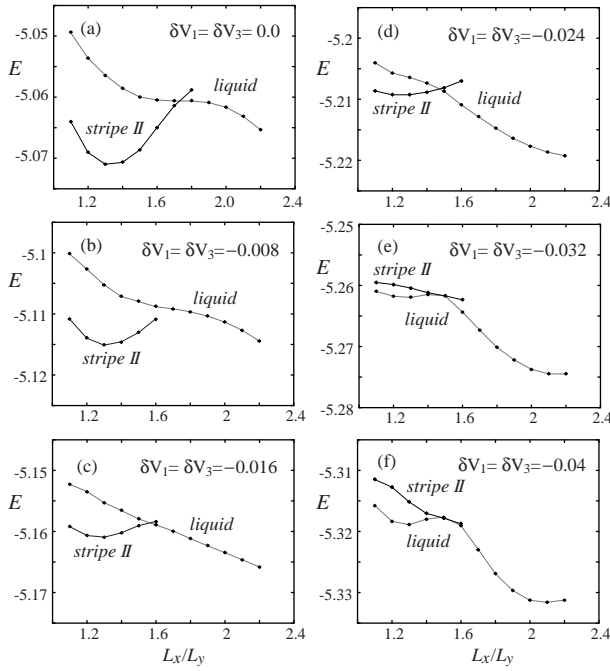 (a) δV₁= δV₃=0.0
-5.05
E
liquid
-5.06
stripe II
-5.07
1.2 1.6 2 2.4
(b) δV₁= δV₃=−0.008
-5.1
E
liquid
-5.11
stripe II
-5.12
1.2 1.6 2 2.4
(c) δV₁= δV₃=−0.016
-5.15
E
liquid
-5.16
stripe II
-5.17
1.2 1.6 2 2.4
Lₓ/Lᵧ
(d) δV₁= δV₃=−0.024
-5.2
E
liquid
-5.21
stripe II
-5.22
1.2 1.6 2 2.4
-5.25
(e) δV₁= δV₃=−0.032
-5.26
E
stripe II
liquid
-5.27
-5.28
1.2 1.6 2 2.4
(f) δV₁= δV₃=−0.04
-5.31
E
stripe II
-5.32
liquid
-5.33
1.2 1.6 2 2.4
Lₓ/Lᵧ